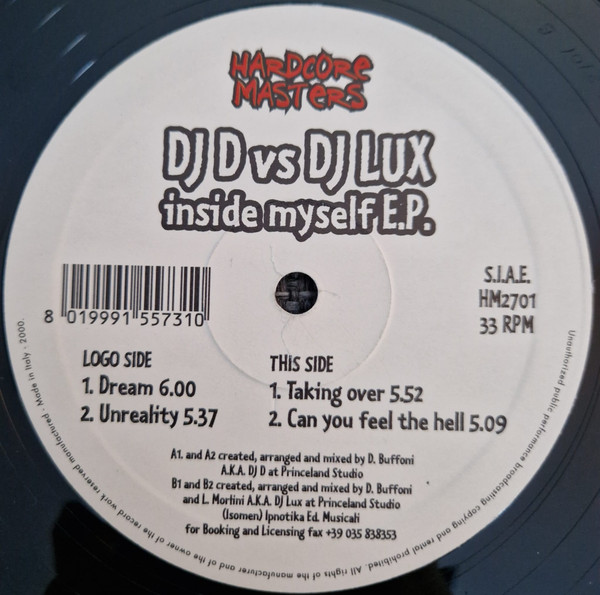 HARDCORE
MASTERS
DJ D vs DJ LUX
inside myself E.P.
8 019991 557310
S.I.A.E.
HM2701
33 RPM
LOGO SIDE
1. Dream 6.00
2. Unreality 5.37
THIS SIDE
1. Taking over 5.52
2. Can you feel the hell 5.09
A1. and A2 created, arranged and mixed by D. Buffoni
A.K.A. DJ D at Princeland Studio
B1 and B2 created, arranged and mixed by D. Buffoni
and L. Mortini A.K.A. DJ Lux at Princeland Studio
(Isomen) Ipnotika Ed. Musicali
for Booking and Licensing fax +39 035 838353
Unauthorized public performance broadcasting copying and rental prohibited. All rights of the manufacturer and of the owner of the record work reserved manufactured - Made in Italy - 2000.